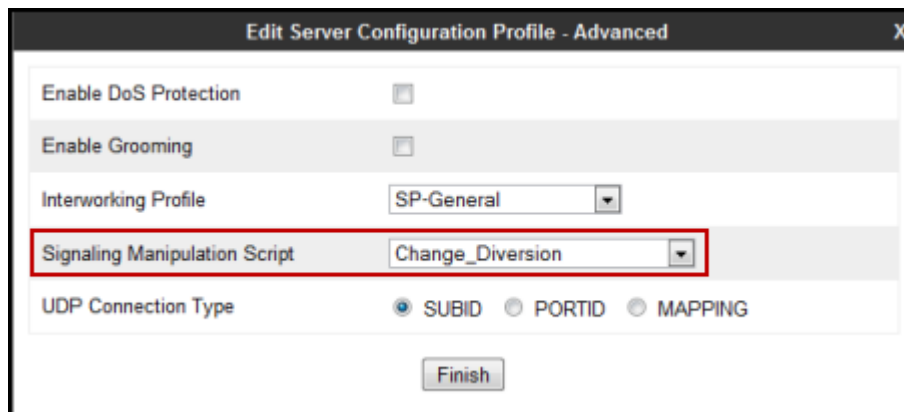 Edit Server Configuration Profile - Advanced X
Enable DoS Protection
Enable Grooming
Interworking Profile SP-General
Signaling Manipulation Script Change_Diversion
UDP Connection Type SUBID PORTID MAPPING
Finish